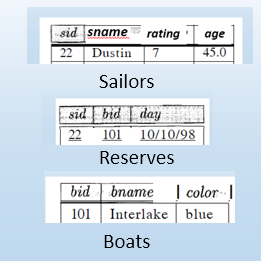 sid sname rating age
22 Dustin 7 45.0
Sailors
sid bid day
22 101 10/10/98
Reserves
bid bname color
101 Interlake blue
Boats